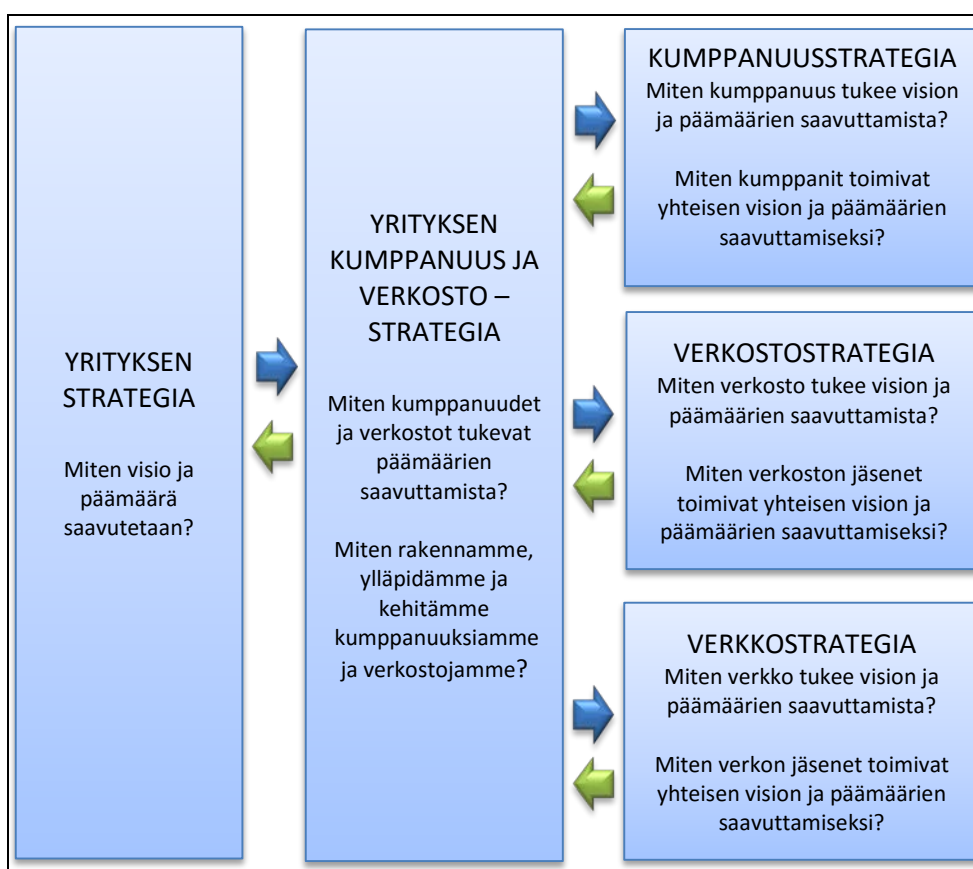 YRITYKSEN
STRATEGIA
Miten visio ja
päämäärä
saavutetaan?
YRITYKSEN
KUMPPANUUS JA
VERKOSTO –
STRATEGIA
Miten kumppanuudet
ja verkostot tukevat
päämäärien
saavuttamista?
Miten rakennamme,
ylläpidämme ja
kehitämme
kumppanuuksiamme
ja verkostojamme?
KUMPPANUUSSTRATEGIA
Miten kumppanuus tukee vision
ja päämäärien saavuttamista?
Miten kumppanit toimivat
yhteisen vision ja päämäärien
saavuttamiseksi?
VERKOSTOSTRATEGIA
Miten verkosto tukee vision ja
päämäärien saavuttamista?
Miten verkoston jäsenet
toimivat yhteisen vision ja
päämäärien saavuttamiseksi?
VERKKOSTRATEGIA
Miten verkko tukee vision ja
päämäärien saavuttamista?
Miten verkon jäsenet toimivat
yhteisen vision ja päämäärien
saavuttamiseksi?